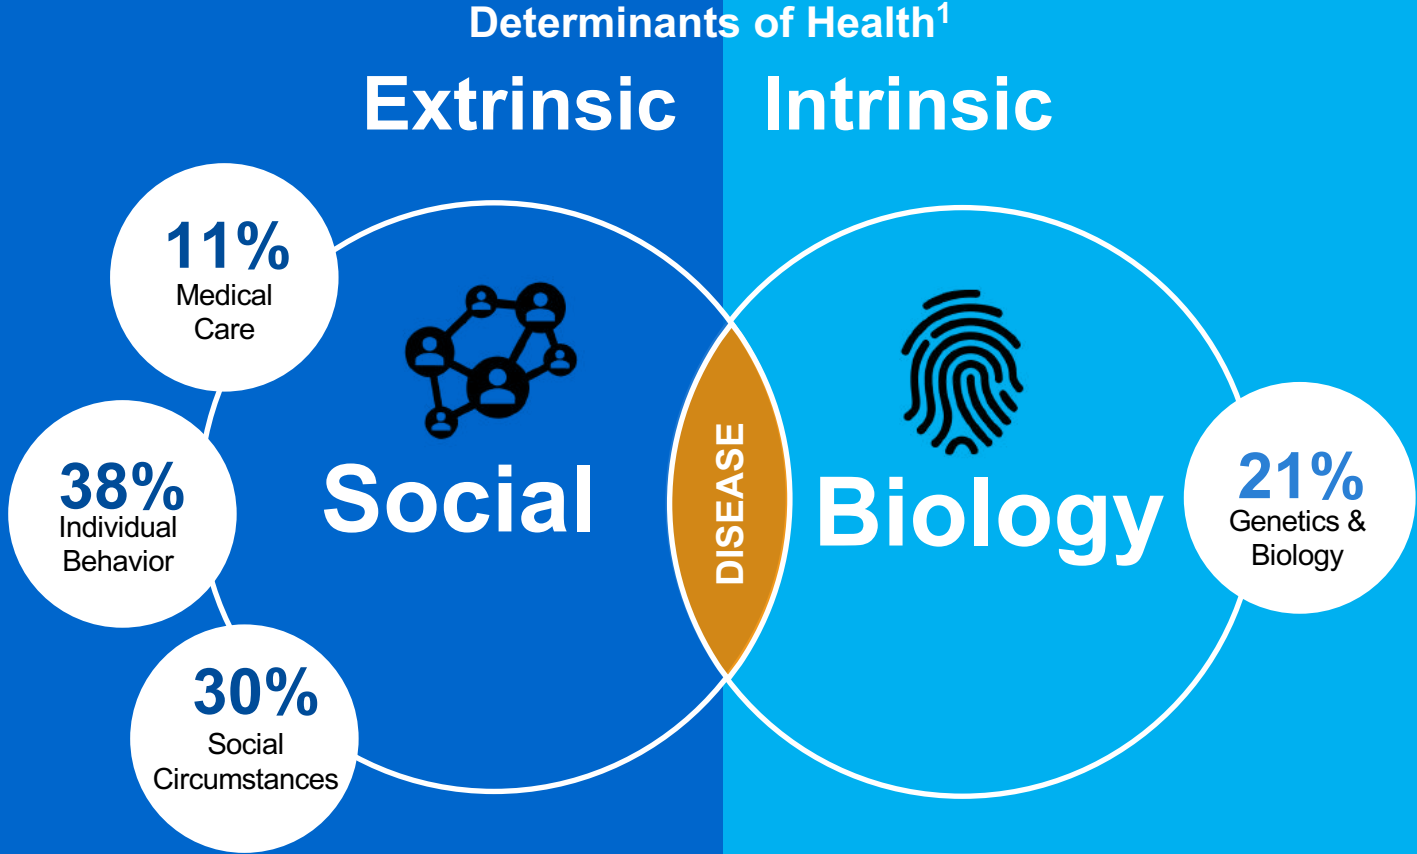 Determinants of Health¹
Extrinsic
Intrinsic
11%
Medical
Care
38%
Individual
Behavior
30%
Social
Circumstances
Social
DISEASE
Biology
21%
Genetics &
Biology